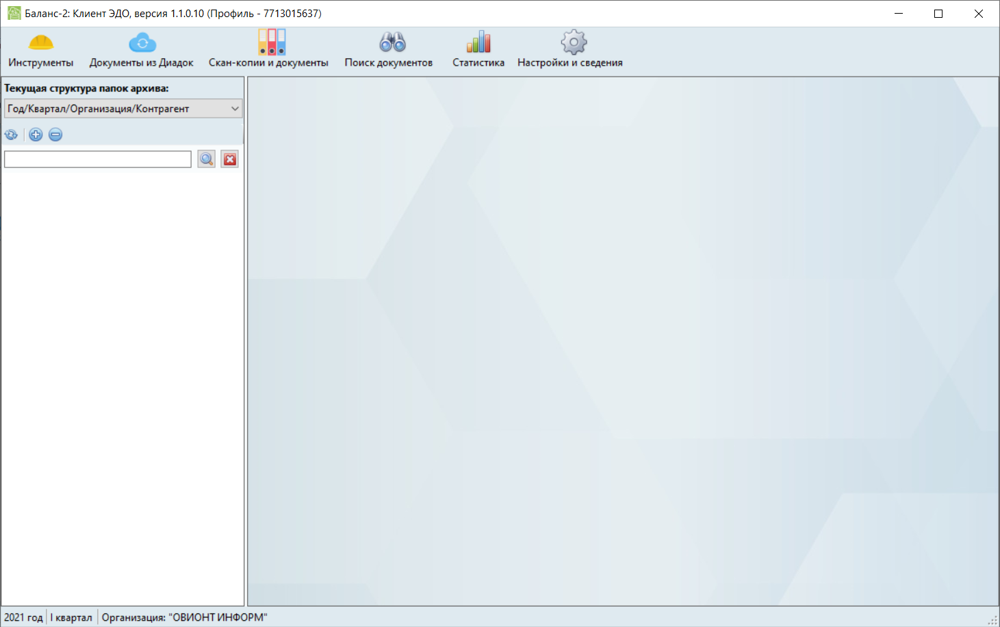 Баланс-2: Клиент ЭДО, версия 1.1.0.10 (Профиль - 7713015637)
Инструменты Документы из Диадок Скан-копии и документы Поиск документов Статистика Настройки и сведения
Текущая структура папок архива:
Год/Квартал/Организация/Контрагент
2021 год I квартал Организация: "ОВИОНТ ИНФОРМ"